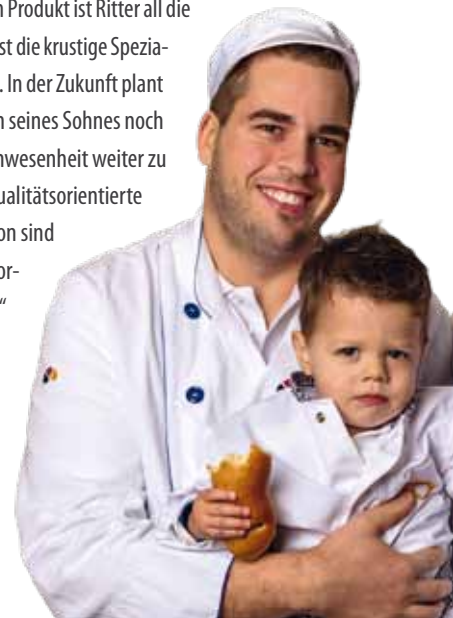 Produkt ist Ritter all die
st die krustige Spezia-
. In der Zukunft plant
seines Sohnes noch
wesenheit weiter zu
ualitätsorientierte
on sind
or-
“